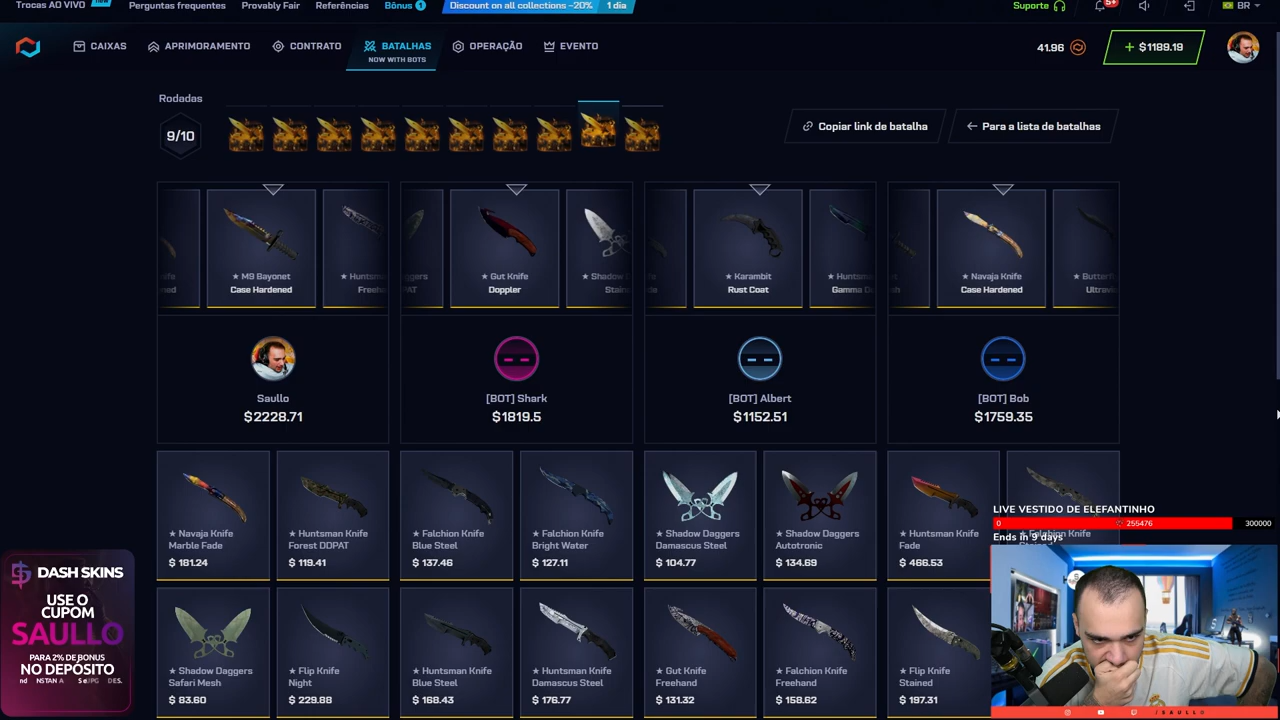 Trocas AO VIVO
Perguntas frequentes
Provably Fair
Referências
Bônus 1
Discount on all collections -20%
1 dia
Suporte
5+
BR
CAIXAS
APRIMORAMENTO
CONTRATO
BATALHAS
NOW WITH BOTS
OPERAÇÃO
EVENTO
41.96
+ $ 1189.19
Rodadas
9/10
Copiar link de batalha
Para a lista de batalhas
★ M9 Bayonet
Case Hardened
★ Gut Knife
Doppler
★ Karambit
Rust Coat
★ Navaja Knife
Case Hardened
Saullo
$2228.71
[BOT] Shark
$1819.5
[BOT] Albert
$1152.51
[BOT] Bob
$1759.35
★ Navaja Knife
Marble Fade
$ 181.24
★ Huntsman Knife
Forest DDPAT
$ 119.41
★ Falchion Knife
Blue Steel
$ 137.46
★ Falchion Knife
Bright Water
$ 127.11
★ Shadow Daggers
Damascus Steel
$ 104.77
★ Shadow Daggers
Autotronic
$ 134.69
★ Huntsman Knife
Fade
$ 466.53
LIVE VESTIDO DE ELEFANTINHO
0
255476
300000
Ends in 9 days
★ Shadow Daggers
Safari Mesh
$ 83.60
★ Flip Knife
Night
$ 229.88
★ Huntsman Knife
Blue Steel
$ 168.43
★ Huntsman Knife
Damascus Steel
$ 176.77
★ Gut Knife
Freehand
$ 131.32
★ Falchion Knife
Freehand
$ 158.62
★ Flip Knife
Stained
$ 197.31
DASH SKINS
USE O
CUPOM
SAULLO
PARA 2% DE BONUS
NO DEPÓSITO
/SAULLO